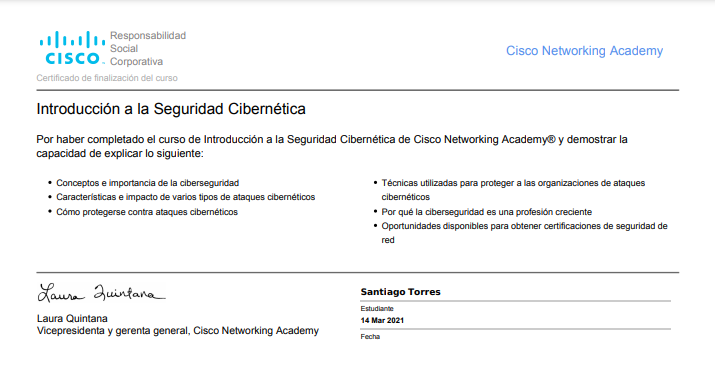 Responsabilidad
Social
CISCO Corporativa
Cisco Networking Academy
Certificado de finalización del curso
Introducción a la Seguridad Cibernética
Por haber completado el curso de Introducción a la Seguridad Cibernética de Cisco Networking Academy® y demostrar la
capacidad de explicar lo siguiente:
• Conceptos e importancia de la ciberseguridad
• Características e impacto de varios tipos de ataques cibernéticos
• Cómo protegerse contra ataques cibernéticos
• Técnicas utilizadas para proteger a las organizaciones de ataques
cibernéticos
• Por qué la ciberseguridad es una profesión creciente
• Oportunidades disponibles para obtener certificaciones de seguridad de
red
Laura Quintana
Laura Quintana
Vicepresidenta y gerenta general, Cisco Networking Academy
Santiago Torres
Estudiante
14 Mar 2021
Fecha